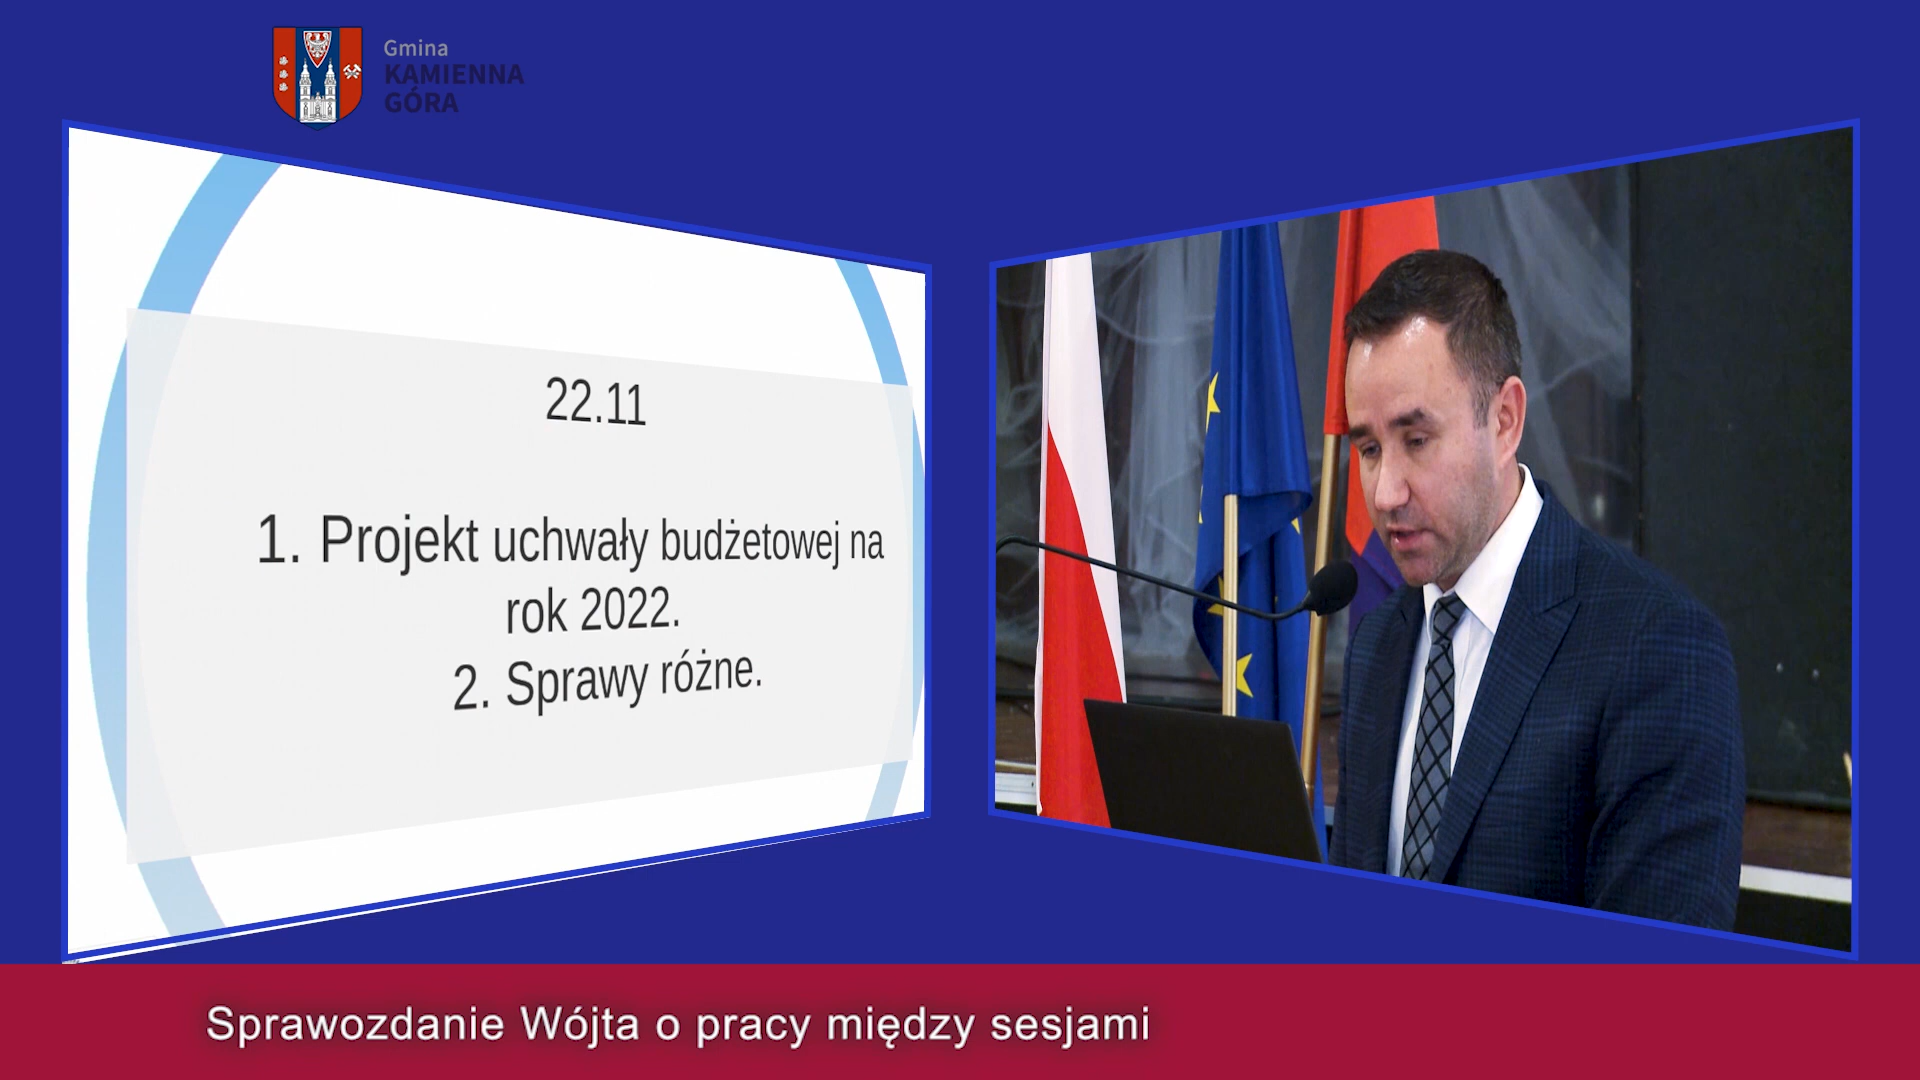 Gmina
KAMIENNA
GÓRA
22.11
1. Projekt uchwały budżetowej na
rok 2022.
2. Sprawy różne.
Sprawozdanie Wójta o pracy między sesjami